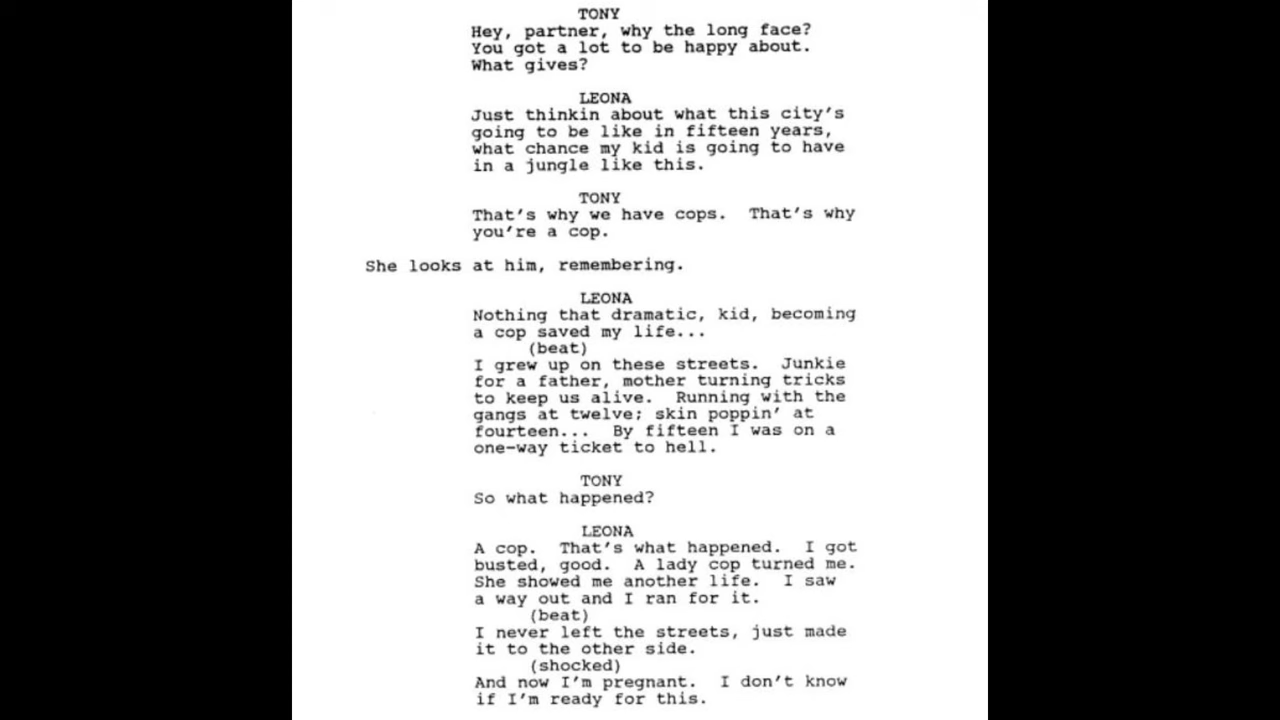 TONY
Hey, partner, why the long face?
You got a lot to be happy about.
What gives?
LEONA
Just thinkin about what this city's
going to be like in fifteen years,
what chance my kid is going to have
in a jungle like this.
TONY
That's why we have cops. That's why
you're a cop.
She looks at him, remembering.
LEONA
Nothing that dramatic, kid, becoming
a cop saved my life...
(beat)
I grew up on these streets. Junkie
for a father, mother turning tricks
to keep us alive. Running with the
gangs at twelve; skin poppin' at
fourteen... By fifteen I was on a
one-way ticket to hell.
TONY
So what happened?
LEONA
A cop. That's what happened. I got
busted, good. A lady cop turned me.
She showed me another life. I saw
a way out and I ran for it.
(beat)
I never left the streets, just made
it to the other side.
(shocked)
And now I'm pregnant. I don't know
if I'm ready for this.